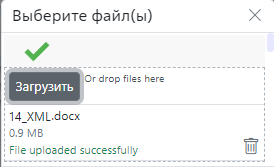 Выберите файл(ы)
Загрузить Or drop files here
14_XML.docx
0.9 MB
File uploaded successfully